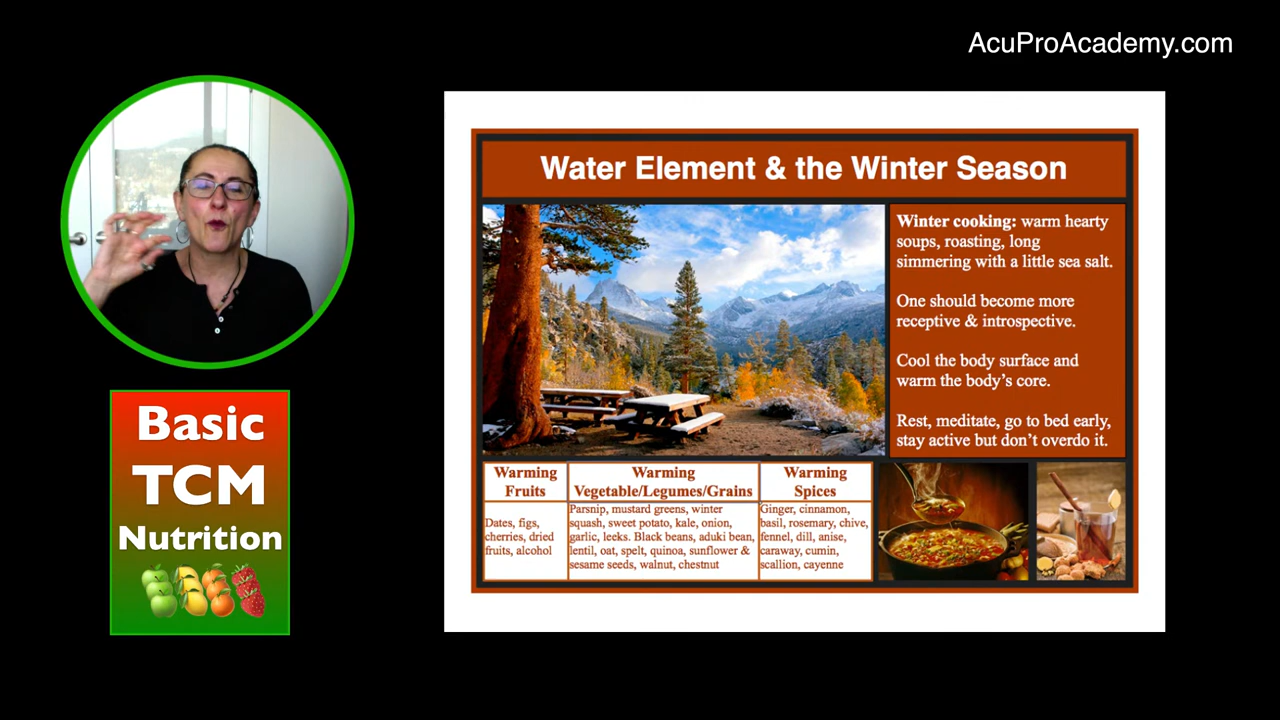 AcuProAcademy.com
Water Element & the Winter Season
Winter cooking: warm hearty
soups, roasting, long
simmering with a little sea salt.
One should become more
receptive & introspective.
Cool the body surface and
warm the body's core.
Rest, meditate, go to bed early,
stay active but don't overdo it.
Basic
TCM
Nutrition
Warming
Fruits
Dates, figs,
cherries, dried
fruits, alcohol
Warming
Vegetable/Legumes/Grains
Parsnip, mustard greens, winter
squash, sweet potato, kale, onion,
garlic, leeks. Black beans, aduki bean,
lentil, oat, spelt, quinoa, sunflower &
sesame seeds, walnut, chestnut
Warming
Spices
Ginger, cinnamon,
basil, rosemary, chive,
fennel, dill, anise,
caraway, cumin,
scallion, cayenne